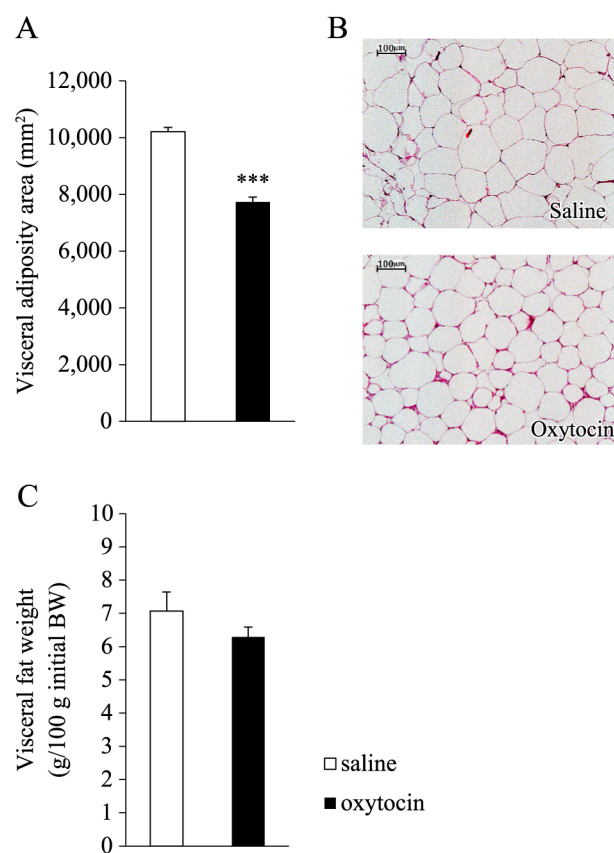 A
Visceral adiposity area (mm²)
12,000
10,000
8,000
6,000
4,000
2,000
0
***
B
100μm
Saline
100μm
Oxytocin
C
Visceral fat weight
(g/100 g initial BW)
10
9
8
7
6
5
4
3
2
1
0
saline
oxytocin